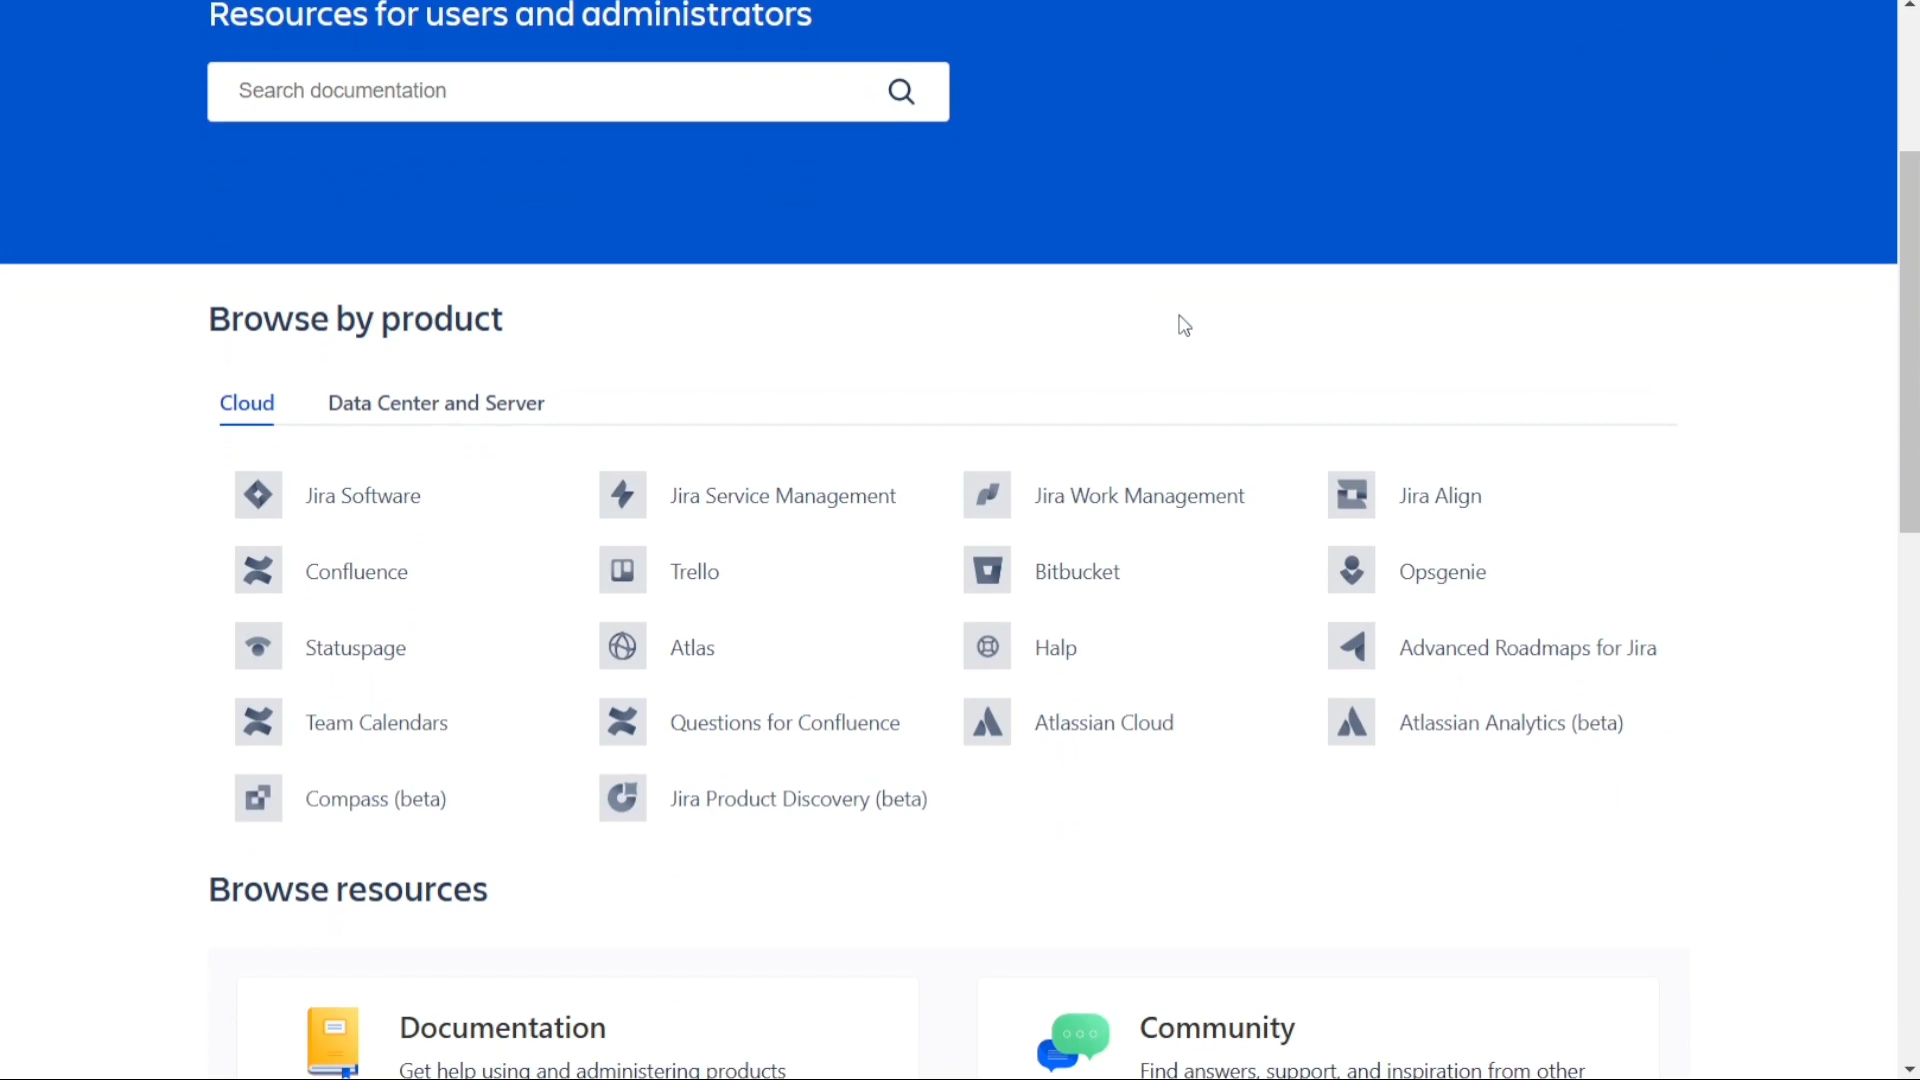 Resources for users and administrators
Search documentation
Browse by product
Cloud Data Center and Server
Jira Software Jira Service Management Jira Work Management Jira Align
Confluence Trello Bitbucket Opsgenie
Statuspage Atlas Halp Advanced Roadmaps for Jira
Team Calendars Questions for Confluence Atlassian Cloud Atlassian Analytics (beta)
Compass (beta) Jira Product Discovery (beta)
Browse resources
Documentation Community
Get help using and administering products Find answers, support, and inspiration from other